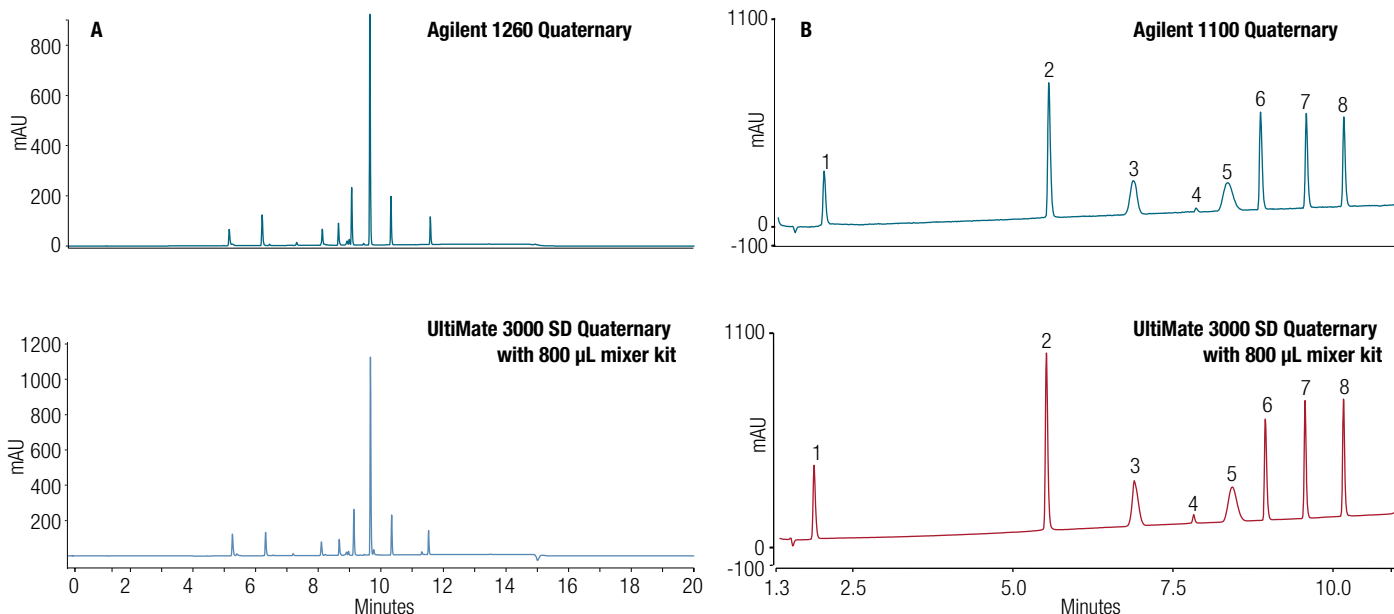 A
Agilent 1260 Quaternary
800
600
400
200
0
mAU
UltiMate 3000 SD Quaternary
with 800 µL mixer kit
1200
1000
800
600
400
200
mAU
0 2 4 6 8 10 12 14 16 18 20
Minutes
B
Agilent 1100 Quaternary
1100
0
-100
mAU
1 2 3 4 5 6 7 8
UltiMate 3000 SD Quaternary
with 800 µL mixer kit
1100
0
-100
mAU
1 2 3 4 5 6 7 8
1.3 2.5 5.0 7.5 10.0
Minutes